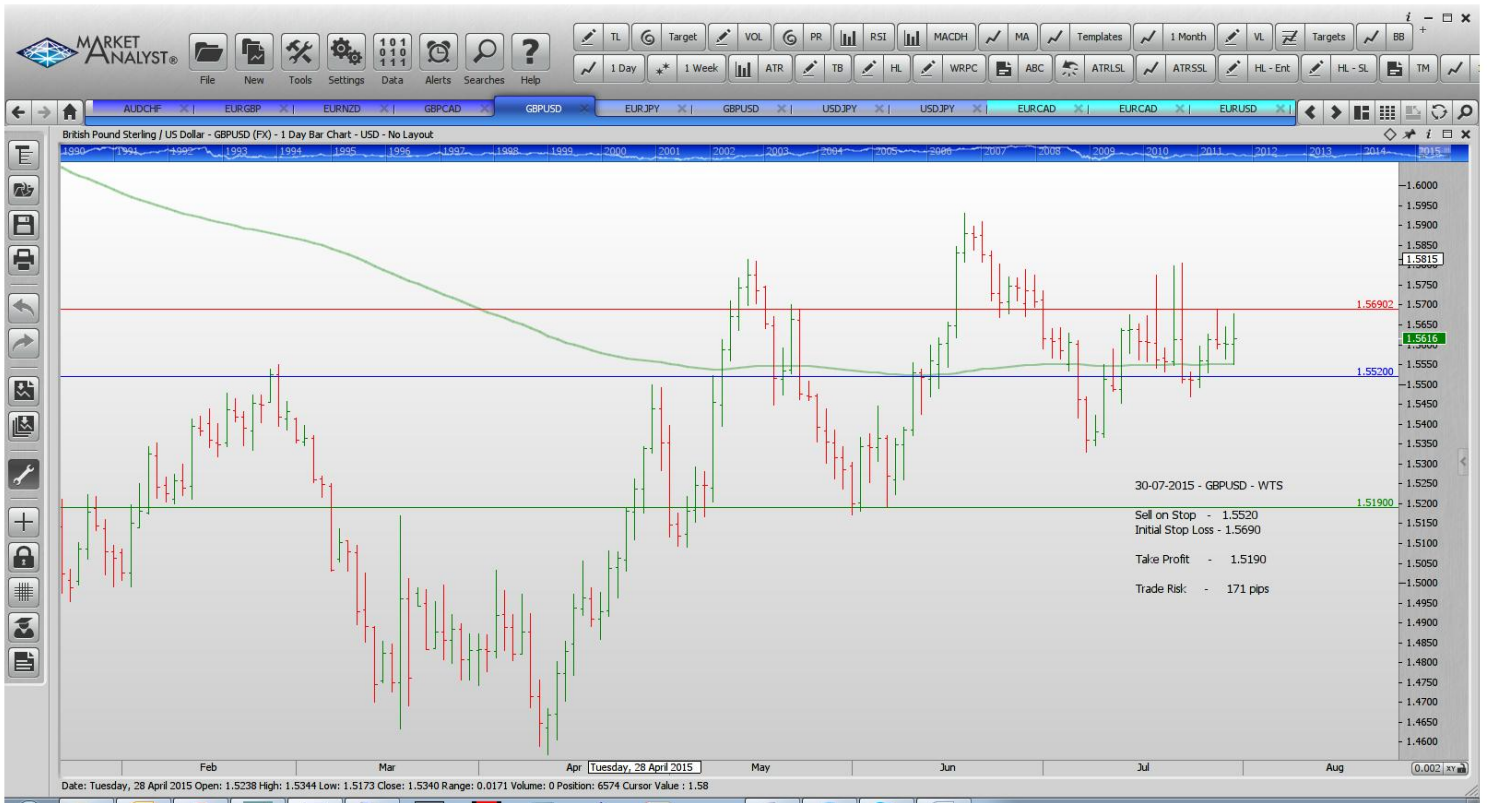 MARKET
ANALYST®
File New Tools Settings Data Alerts Searches Help
TL Target VOL PR RSI MACDH MA Templates 1 Month VL Targets BB
1 Day 1 Week ATR TB HL WRPC ABC ATRLSL ATRSSL HL - Ent HL - SL TM
AUDCHF EURGBP EURNZD GBPCAD GBPUSD EURJPY GBPUSD USDJPY USDJPY EURCAD EURCAD EURUSD
British Pound Sterling / US Dollar - GBPUSD (FX) - 1 Day Bar Chart - USD - No Layout
1990 1991 1992 1993 1994 1995 1996 1997 1998 1999 2000 2001 2002 2003 2004 2005 2006 2007 2008 2009 2010 2011 2012 2013 2014 2015
1.6000
1.5950
1.5900
1.5850
1.5815
1.5750
1.56902
1.5700
1.5650
1.5616
1.5550
1.55200
1.5500
1.5450
1.5400
1.5350
1.5300
1.5250
1.51900
1.5200
1.5150
1.5100
1.5050
1.5000
1.4950
1.4900
1.4850
1.4800
1.4750
1.4700
1.4650
1.4600
30-07-2015 - GBPUSD - WTS
Sell on Stop - 1.5520
Initial Stop Loss - 1.5690
Take Profit - 1.5190
Trade Risk - 171 pips
Feb Mar Apr Tuesday, 28 April 2015 May Jun Jul Aug
0.002 XY
Date: Tuesday, 28 April 2015 Open: 1.5238 High: 1.5344 Low: 1.5173 Close: 1.5340 Range: 0.0171 Volume: 0 Position: 6574 Cursor Value : 1.58